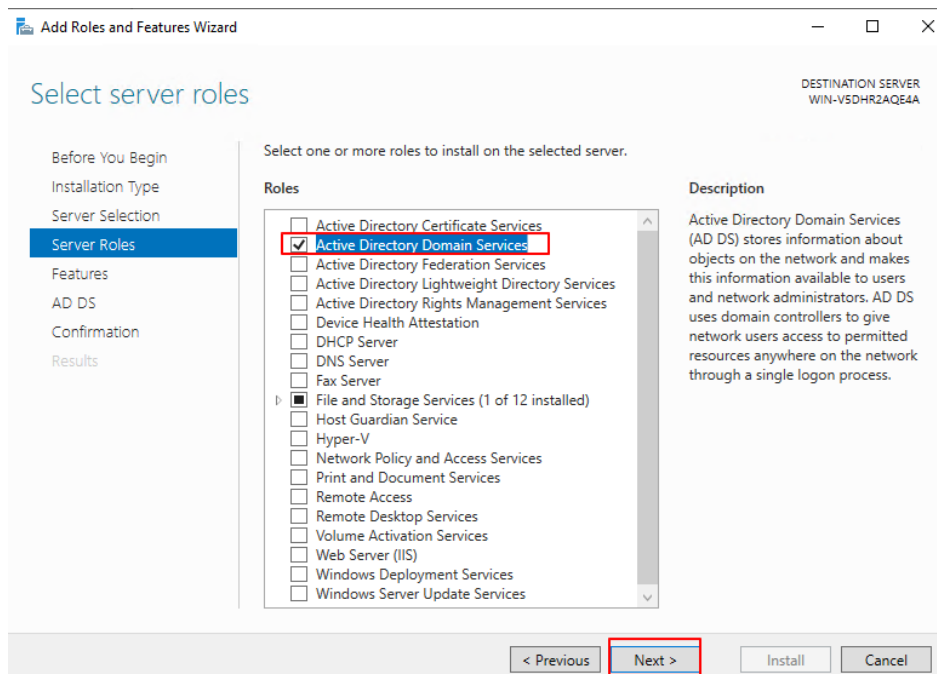 Add Roles and Features Wizard
Select server roles
DESTINATION SERVER
WIN-V5DHR2AQE4A
Before You Begin
Installation Type
Server Selection
Server Roles
Features
AD DS
Confirmation
Results
Select one or more roles to install on the selected server.
Roles
Active Directory Certificate Services
Active Directory Domain Services
Active Directory Federation Services
Active Directory Lightweight Directory Services
Active Directory Rights Management Services
Device Health Attestation
DHCP Server
DNS Server
Fax Server
File and Storage Services (1 of 12 installed)
Host Guardian Service
Hyper-V
Network Policy and Access Services
Print and Document Services
Remote Access
Remote Desktop Services
Volume Activation Services
Web Server (IIS)
Windows Deployment Services
Windows Server Update Services
Description
Active Directory Domain Services
(AD DS) stores information about
objects on the network and makes
this information available to users
and network administrators. AD DS
uses domain controllers to give
network users access to permitted
resources anywhere on the network
through a single logon process.
< Previous
Next >
Install
Cancel